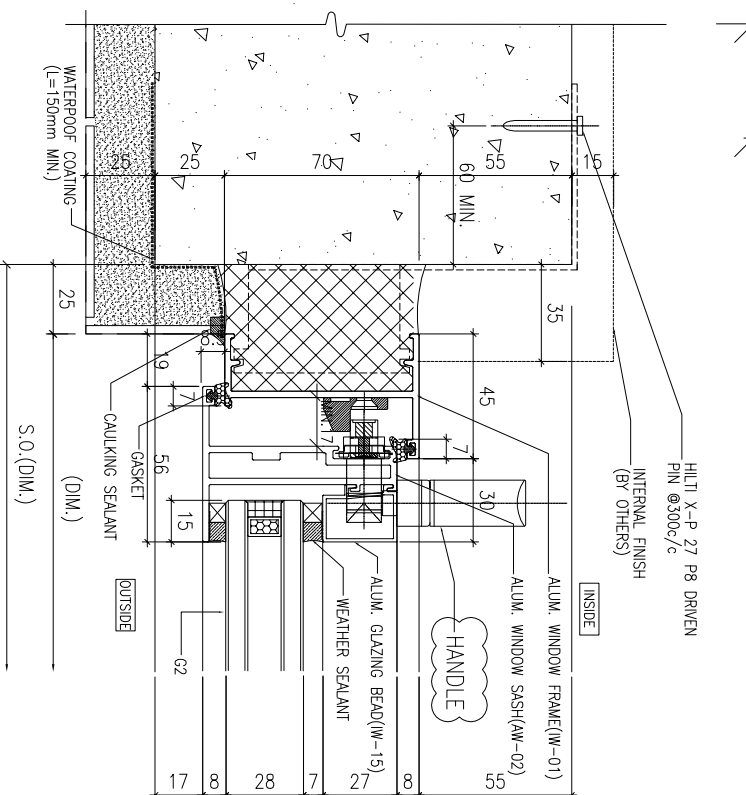 HILTI X-P 27 P8 DRIVEN
PIN @300c/c
INTERNAL FINISH
(BY OTHERS)
INSIDE
ALUM. WINDOW FRAME(IW-01)
ALUM. WINDOW SASH(AW-02)
HANDLE
ALUM. GLAZING BEAD(IW-15)
WEATHER SEALANT
G2
OUTSIDE
GASKET
CAULKING SEALANT
WATERPOOF COATING
(L=150mm MIN.)
(DIM.)
S.O.(DIM.)
60 MIN.
25
25
70
55
15
35
45
7
30
25
19
7
56
15
7
17
8
28
7
27
8
55